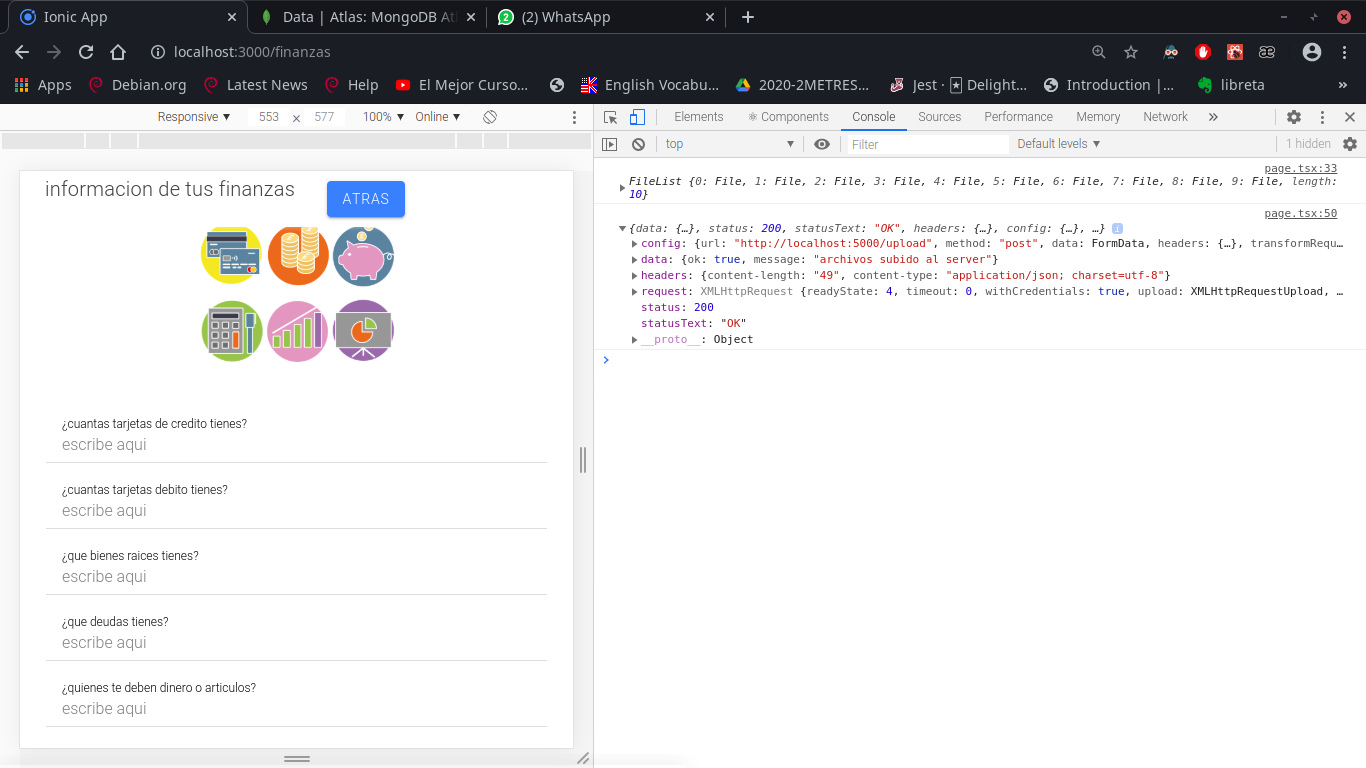 Ionic App
Data | Atlas: MongoDB Atl
(2) WhatsApp
localhost:3000/finanzas
Apps
Debian.org
Latest News
Help
El Mejor Curso...
English Vocabu...
2020-2METRES...
Jest · 🃏 Delight...
Introduction |...
libreta
»
Responsive ▼ 553 × 577 100% ▼ Online ▼
Elements
Components
Console
Sources
Performance
Memory
Network
»
top ▼
Filter
Default levels ▼
1 hidden
informacion de tus finanzas
ATRAS
¿cuantas tarjetas de credito tienes?
escribe aqui
¿cuantas tarjetas debito tienes?
escribe aqui
¿que bienes raices tienes?
escribe aqui
¿que deudas tienes?
escribe aqui
¿quienes te deben dinero o articulos?
escribe aqui
page.tsx:33
FileList {0: File, 1: File, 2: File, 3: File, 4: File, 5: File, 6: File, 7: File, 8: File, 9: File, length:
10}
page.tsx:50
{data: {…}, status: 200, statusText: "OK", headers: {…}, config: {…}, …}
config: {url: "http://localhost:5000/upload", method: "post", data: FormData, headers: {…}, transformRequ…
data: {ok: true, message: "archivos subido al server"}
headers: {content-length: "49", content-type: "application/json; charset=utf-8"}
request: XMLHttpRequest {readyState: 4, timeout: 0, withCredentials: true, upload: XMLHttpRequestUpload, …
status: 200
statusText: "OK"
__proto__: Object